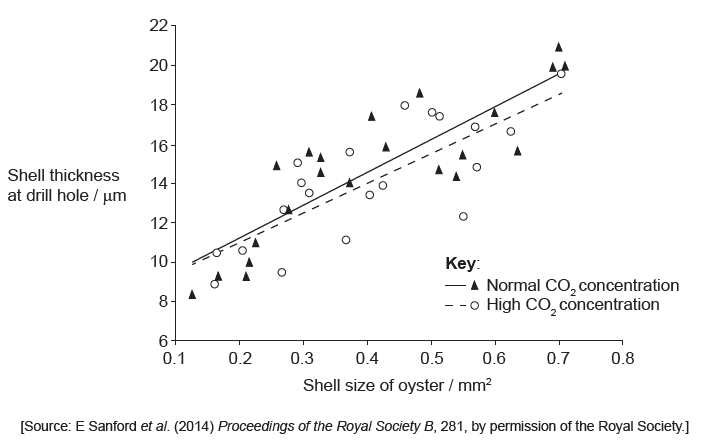 22
20
18
16
14
12
10
8
6
Shell thickness
at drill hole / μm
Key:
Normal CO2 concentration
High CO2 concentration
0.1 0.2 0.3 0.4 0.5 0.6 0.7 0.8
Shell size of oyster / mm²
[Source: E Sanford et al. (2014) Proceedings of the Royal Society B, 281, by permission of the Royal Society.]